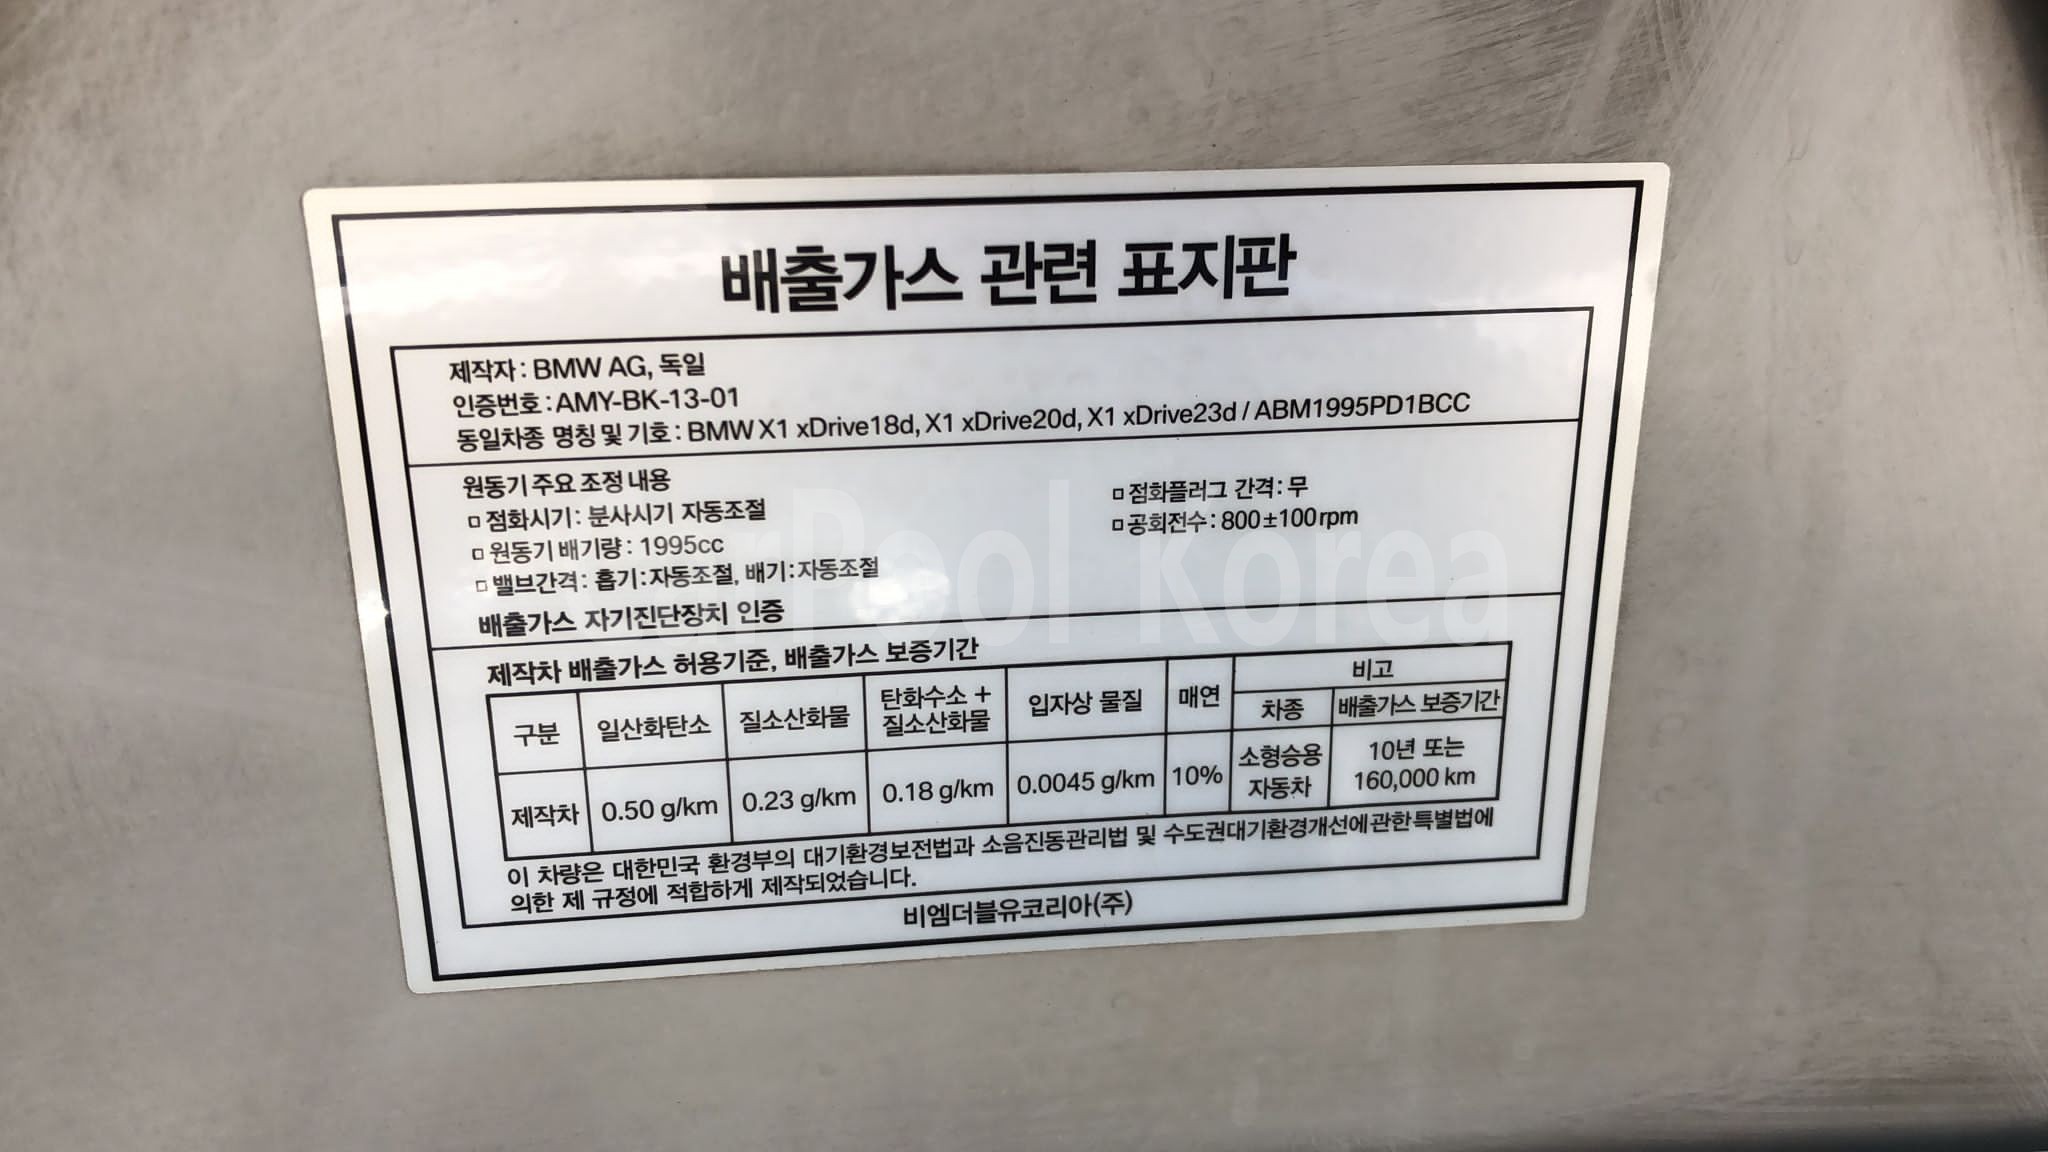 배출가스 관련 표지판
제작자 : BMW AG, 독일
인증번호 : AMY-BK-13-01
동일차종 명칭 및 기호 : BMW X1 xDrive18d, X1 xDrive20d, X1 xDrive23d / ABM1995PD1BCC
원동기 주요 조정 내용
□ 점화시기 : 분사시기 자동조절
□ 점화플러그 간격 : 무
□ 원동기 배기량 : 1995cc
□ 공회전수 : 800±100rpm
□ 밸브간격 : 흡기 : 자동조절, 배기 : 자동조절
배출가스 자기진단장치 인증
제작차 배출가스 허용기준, 배출가스 보증기간
구분 일산화탄소 질소산화물 탄화수소 + 질소산화물 입자상 물질 매연 비고
차종 배출가스 보증기간
제작차 0.50 g/km 0.23 g/km 0.18 g/km 0.0045 g/km 10% 소형승용 자동차 10년 또는 160,000 km
이 차량은 대한민국 환경부의 대기환경보전법과 소음진동관리법 및 수도권대기환경개선에관한특별법에
의한 제 규정에 적합하게 제작되었습니다.
비엠더블유코리아(주)
Korea